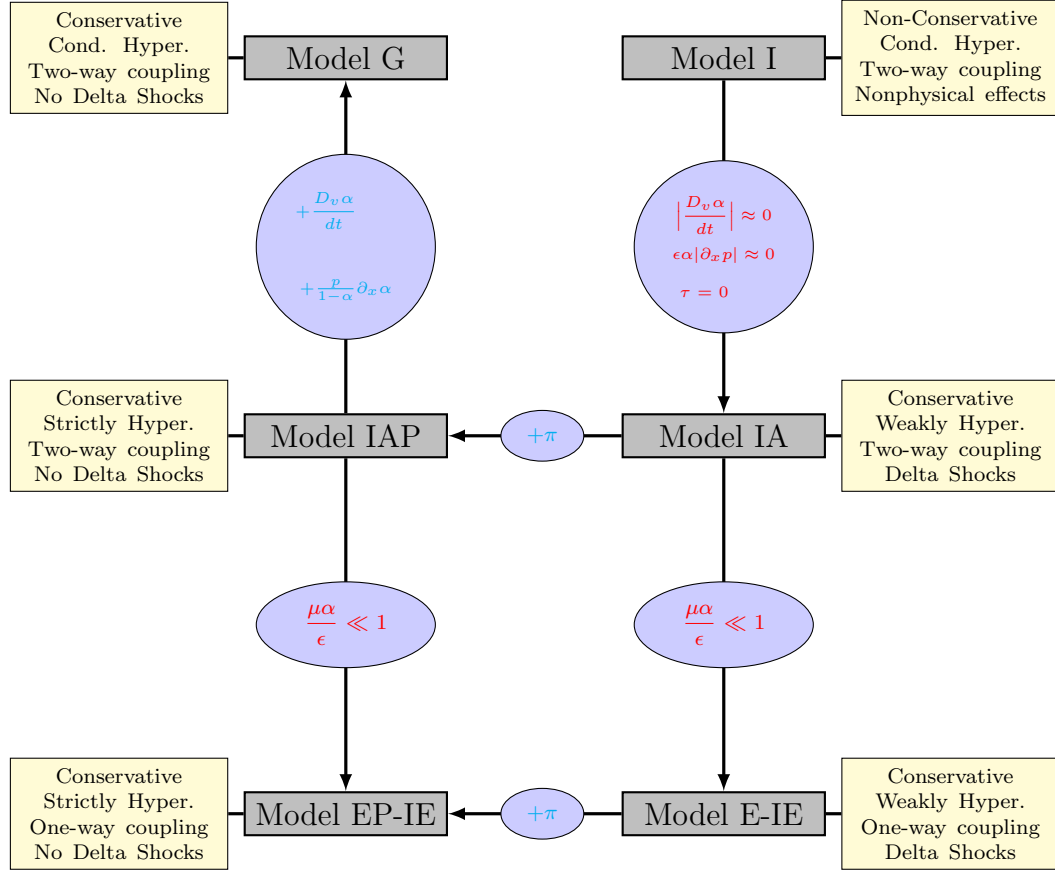 Conservative
Cond. Hyper.
Two-way coupling
No Delta Shocks
Model G
Model I
Non-Conservative
Cond. Hyper.
Two-way coupling
Nonphysical effects
+ D_v α / dt
+ p / 1−α ∂_x α
| D_v α / dt | ≈ 0
ϵα|∂_x p| ≈ 0
τ = 0
Conservative
Strictly Hyper.
Two-way coupling
No Delta Shocks
Model IAP
+π
Model IA
Conservative
Weakly Hyper.
Two-way coupling
Delta Shocks
μα / ϵ ≪ 1
μα / ϵ ≪ 1
Conservative
Strictly Hyper.
One-way coupling
No Delta Shocks
Model EP-IE
+π
Model E-IE
Conservative
Weakly Hyper.
One-way coupling
Delta Shocks